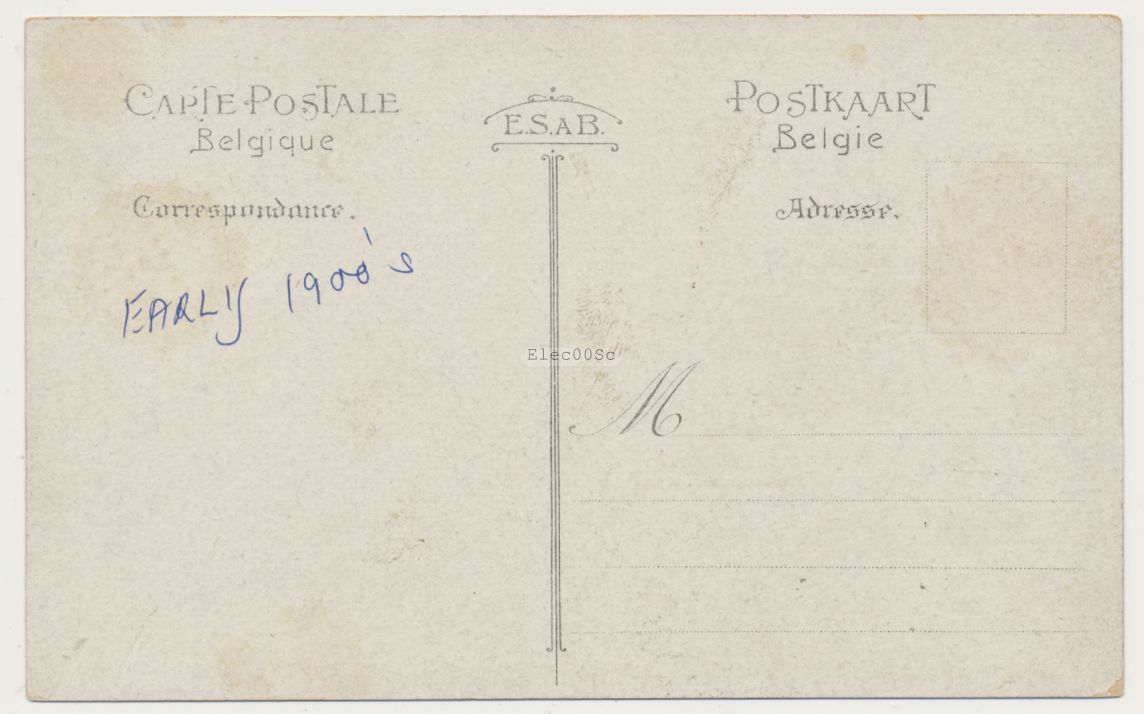 CARTE POSTALE
Belgique
Correspondance.
EARLY 1900's
E.S.A B.
Elec00Sc
POSTKAART
Belgie
Adresse.
M